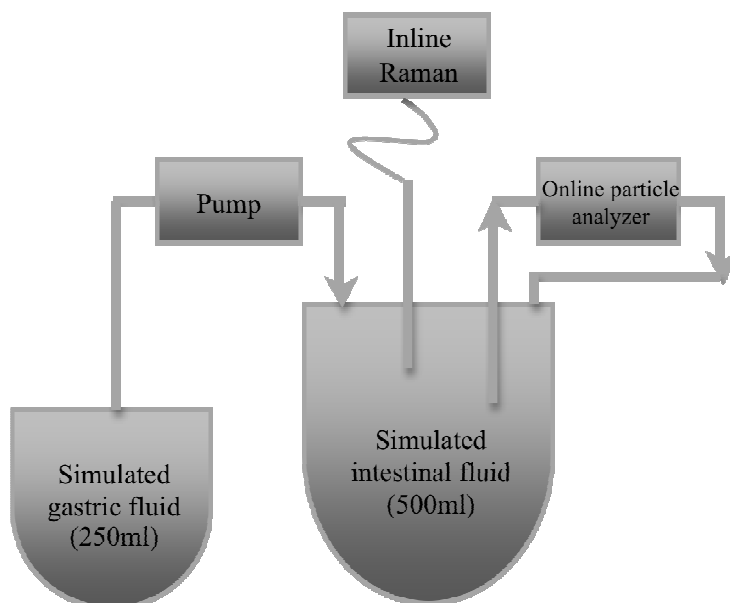 Inline
Raman
Pump
Online particle
analyzer
Simulated
gastric fluid
(250ml)
Simulated
intestinal fluid
(500ml)